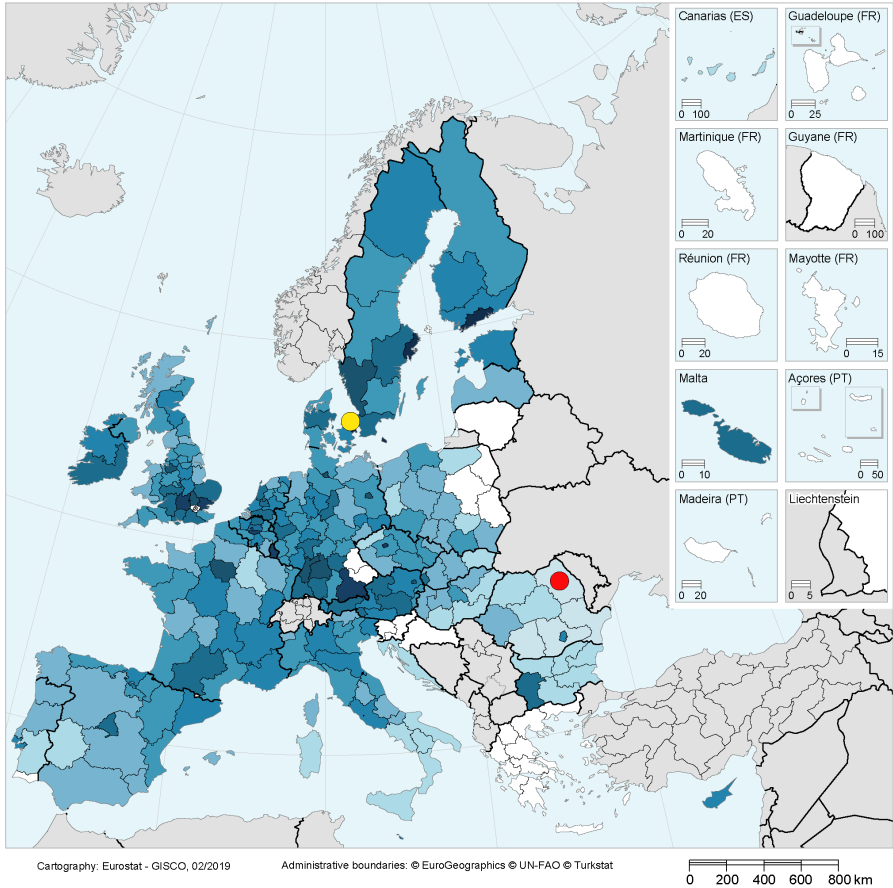 Canarias (ES)
0 100
Guadeloupe (FR)
0 25
Martinique (FR)
0 20
Guyane (FR)
0 100
Réunion (FR)
0 20
Mayotte (FR)
0 15
Malta
0 10
Açores (PT)
0 50
Madeira (PT)
0 20
Liechtenstein
0 5
Cartography: Eurostat - GISCO, 02/2019
Administrative boundaries: © EuroGeographics © UN-FAO © Turkstat
0 200 400 600 800 km